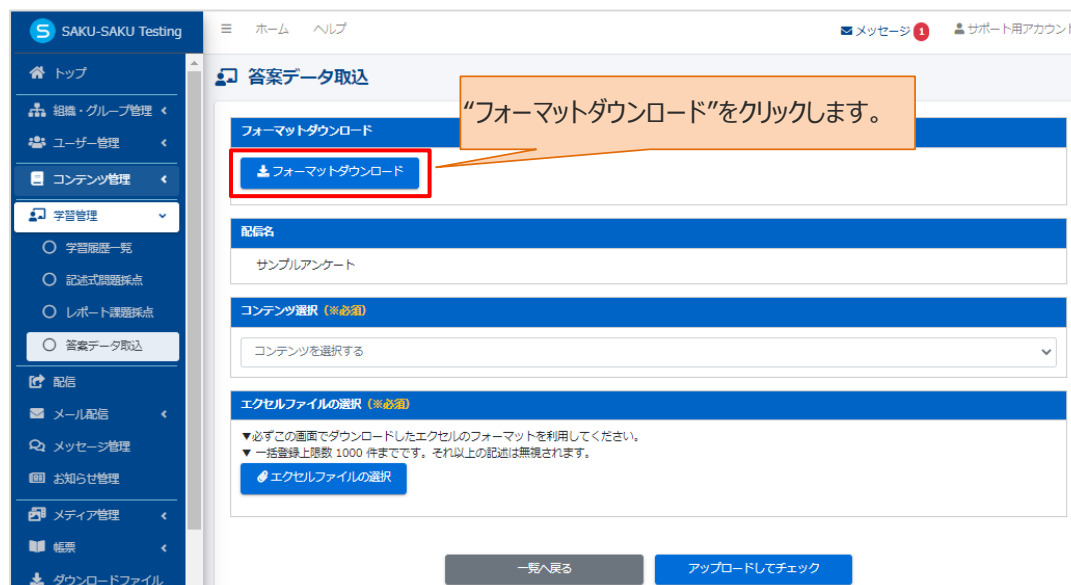 S SAKU-SAKU Testing
ホーム ヘルプ
メッセージ 1 サポート用アカウント
トップ
組織・グループ管理
ユーザー管理
コンテンツ管理
学習管理
学習履歴一覧
記述式問題採点
レポート課題採点
答案データ取込
配信
メール配信
メッセージ管理
お知らせ管理
メディア管理
帳票
ダウンロードファイル
答案データ取込
“フォーマットダウンロード”をクリックします。
フォーマットダウンロード
フォーマットダウンロード
配信名
サンプルアンケート
コンテンツ選択 (※必須)
コンテンツを選択する
エクセルファイルの選択 (※必須)
▼必ずこの画面でダウンロードしたエクセルのフォーマットを利用してください。
▼ 一括登録上限数 1000 件までです。それ以上の記述は無視されます。
エクセルファイルの選択
一覧へ戻る アップロードしてチェック